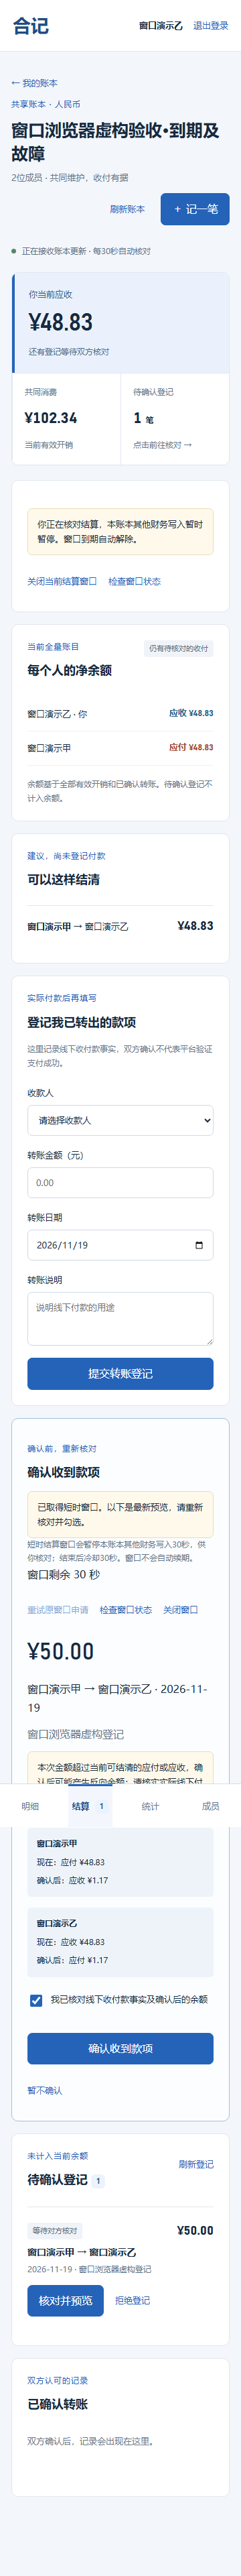 合记
窗口演示乙 退出登录
← 我的账本
共享账本 · 人民币
窗口浏览器虚构验收·到期及
故障
2位成员 · 共同维护，收付有据
刷新账本
＋ 记一笔
正在接收账本更新 · 每30秒自动核对
你当前应收
¥48.83
还有登记等待双方核对
共同消费
¥102.34
当前有效开销
待确认登记
1 笔
点击前往核对 →
你正在核对结算，本账本其他财务写入暂时
暂停。窗口到期自动解除。
关闭当前结算窗口 检查窗口状态
当前全量账目
仍有待核对的收付
每个人的净余额
窗口演示乙 · 你 应收 ¥48.83
窗口演示甲 应付 ¥48.83
余额基于全部有效开销和已确认转账。待确认登记不
计入余额。
建议，尚未登记付款
可以这样结清
窗口演示甲 → 窗口演示乙 ¥48.83
实际付款后再填写
登记我已转出的款项
这里记录线下收付款事实，双方确认不代表平台验证
支付成功。
收款人
请选择收款人
转账金额（元）
0.00
转账日期
2026/11/19
转账说明
说明线下付款的用途
提交转账登记
确认前，重新核对
确认收到款项
已取得短时窗口。以下是最新预览，请重新
核对并勾选。
短时结算窗口会暂停本账本其他财务写入30秒，供
你核对；结束后冷却30秒。窗口不会自动续期。
窗口剩余 30 秒
重试原窗口申请 检查窗口状态 关闭窗口
¥50.00
窗口演示甲 → 窗口演示乙 · 2026-11-
19
窗口浏览器虚构登记
本次金额超过当前可结清的应付或应收，确
认后可能产生反向余额；请核实实际线下付
明细 结算 1 统计 成员
窗口演示甲
现在：应付 ¥48.83
确认后：应收 ¥1.17
窗口演示乙
现在：应收 ¥48.83
确认后：应付 ¥1.17
我已核对线下收付款事实及确认后的余额
确认收到款项
暂不确认
未计入当前余额
待确认登记 1
刷新登记
等待对方核对 ¥50.00
窗口演示甲 → 窗口演示乙
2026-11-19 · 窗口浏览器虚构登记
核对并预览 拒绝登记
双方认可的记录
已确认转账
双方确认后，记录会出现在这里。